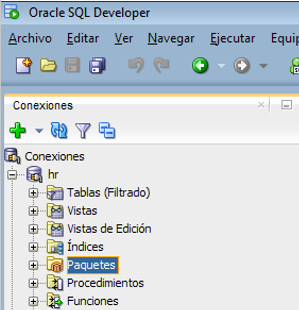 Oracle SQL Developer
Archivo Editar Ver Navegar Ejecutar Equip
Conexiones
Conexiones
hr
Tablas (Filtrado)
Vistas
Vistas de Edición
Índices
Paquetes
Procedimientos
Funciones